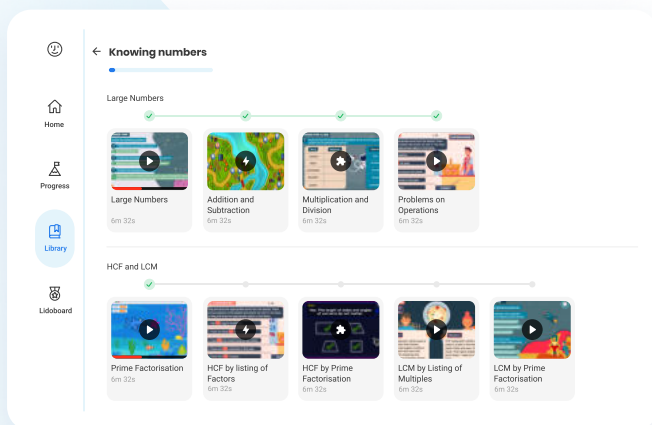 Knowing numbers
Home
Progress
Library
Lidoboard
Large Numbers
Large Numbers
6m 32s
Addition and
Subtraction
6m 32s
Multiplication and
Division
6m 32s
Problems on
Operations
6m 32s
HCF and LCM
Prime Factorisation
6m 32s
HCF by listing of
Factors
6m 32s
HCF by Prime
Factorisation
6m 32s
LCM by Listing of
Multiples
6m 32s
LCM by Prime
Factorisation
6m 32s